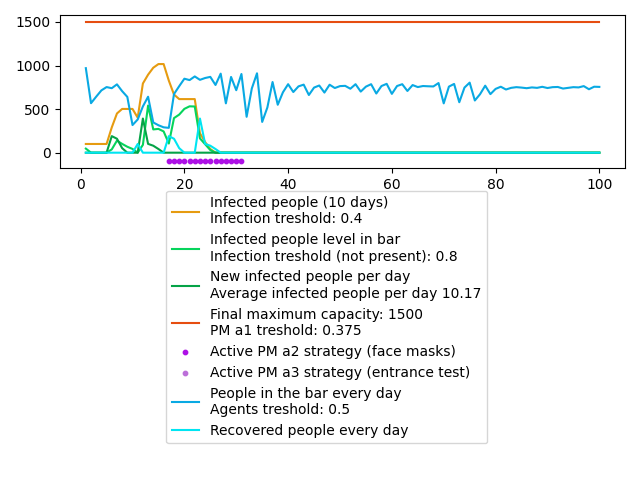 1500
1000
500
0
0
20
40
60
80
100
Infected people (10 days)
Infection treshold: 0.4
Infected people level in bar
Infection treshold (not present): 0.8
New infected people per day
Average infected people per day 10.17
Final maximum capacity: 1500
PM a1 treshold: 0.375
Active PM a2 strategy (face masks)
Active PM a3 strategy (entrance test)
People in the bar every day
Agents treshold: 0.5
Recovered people every day